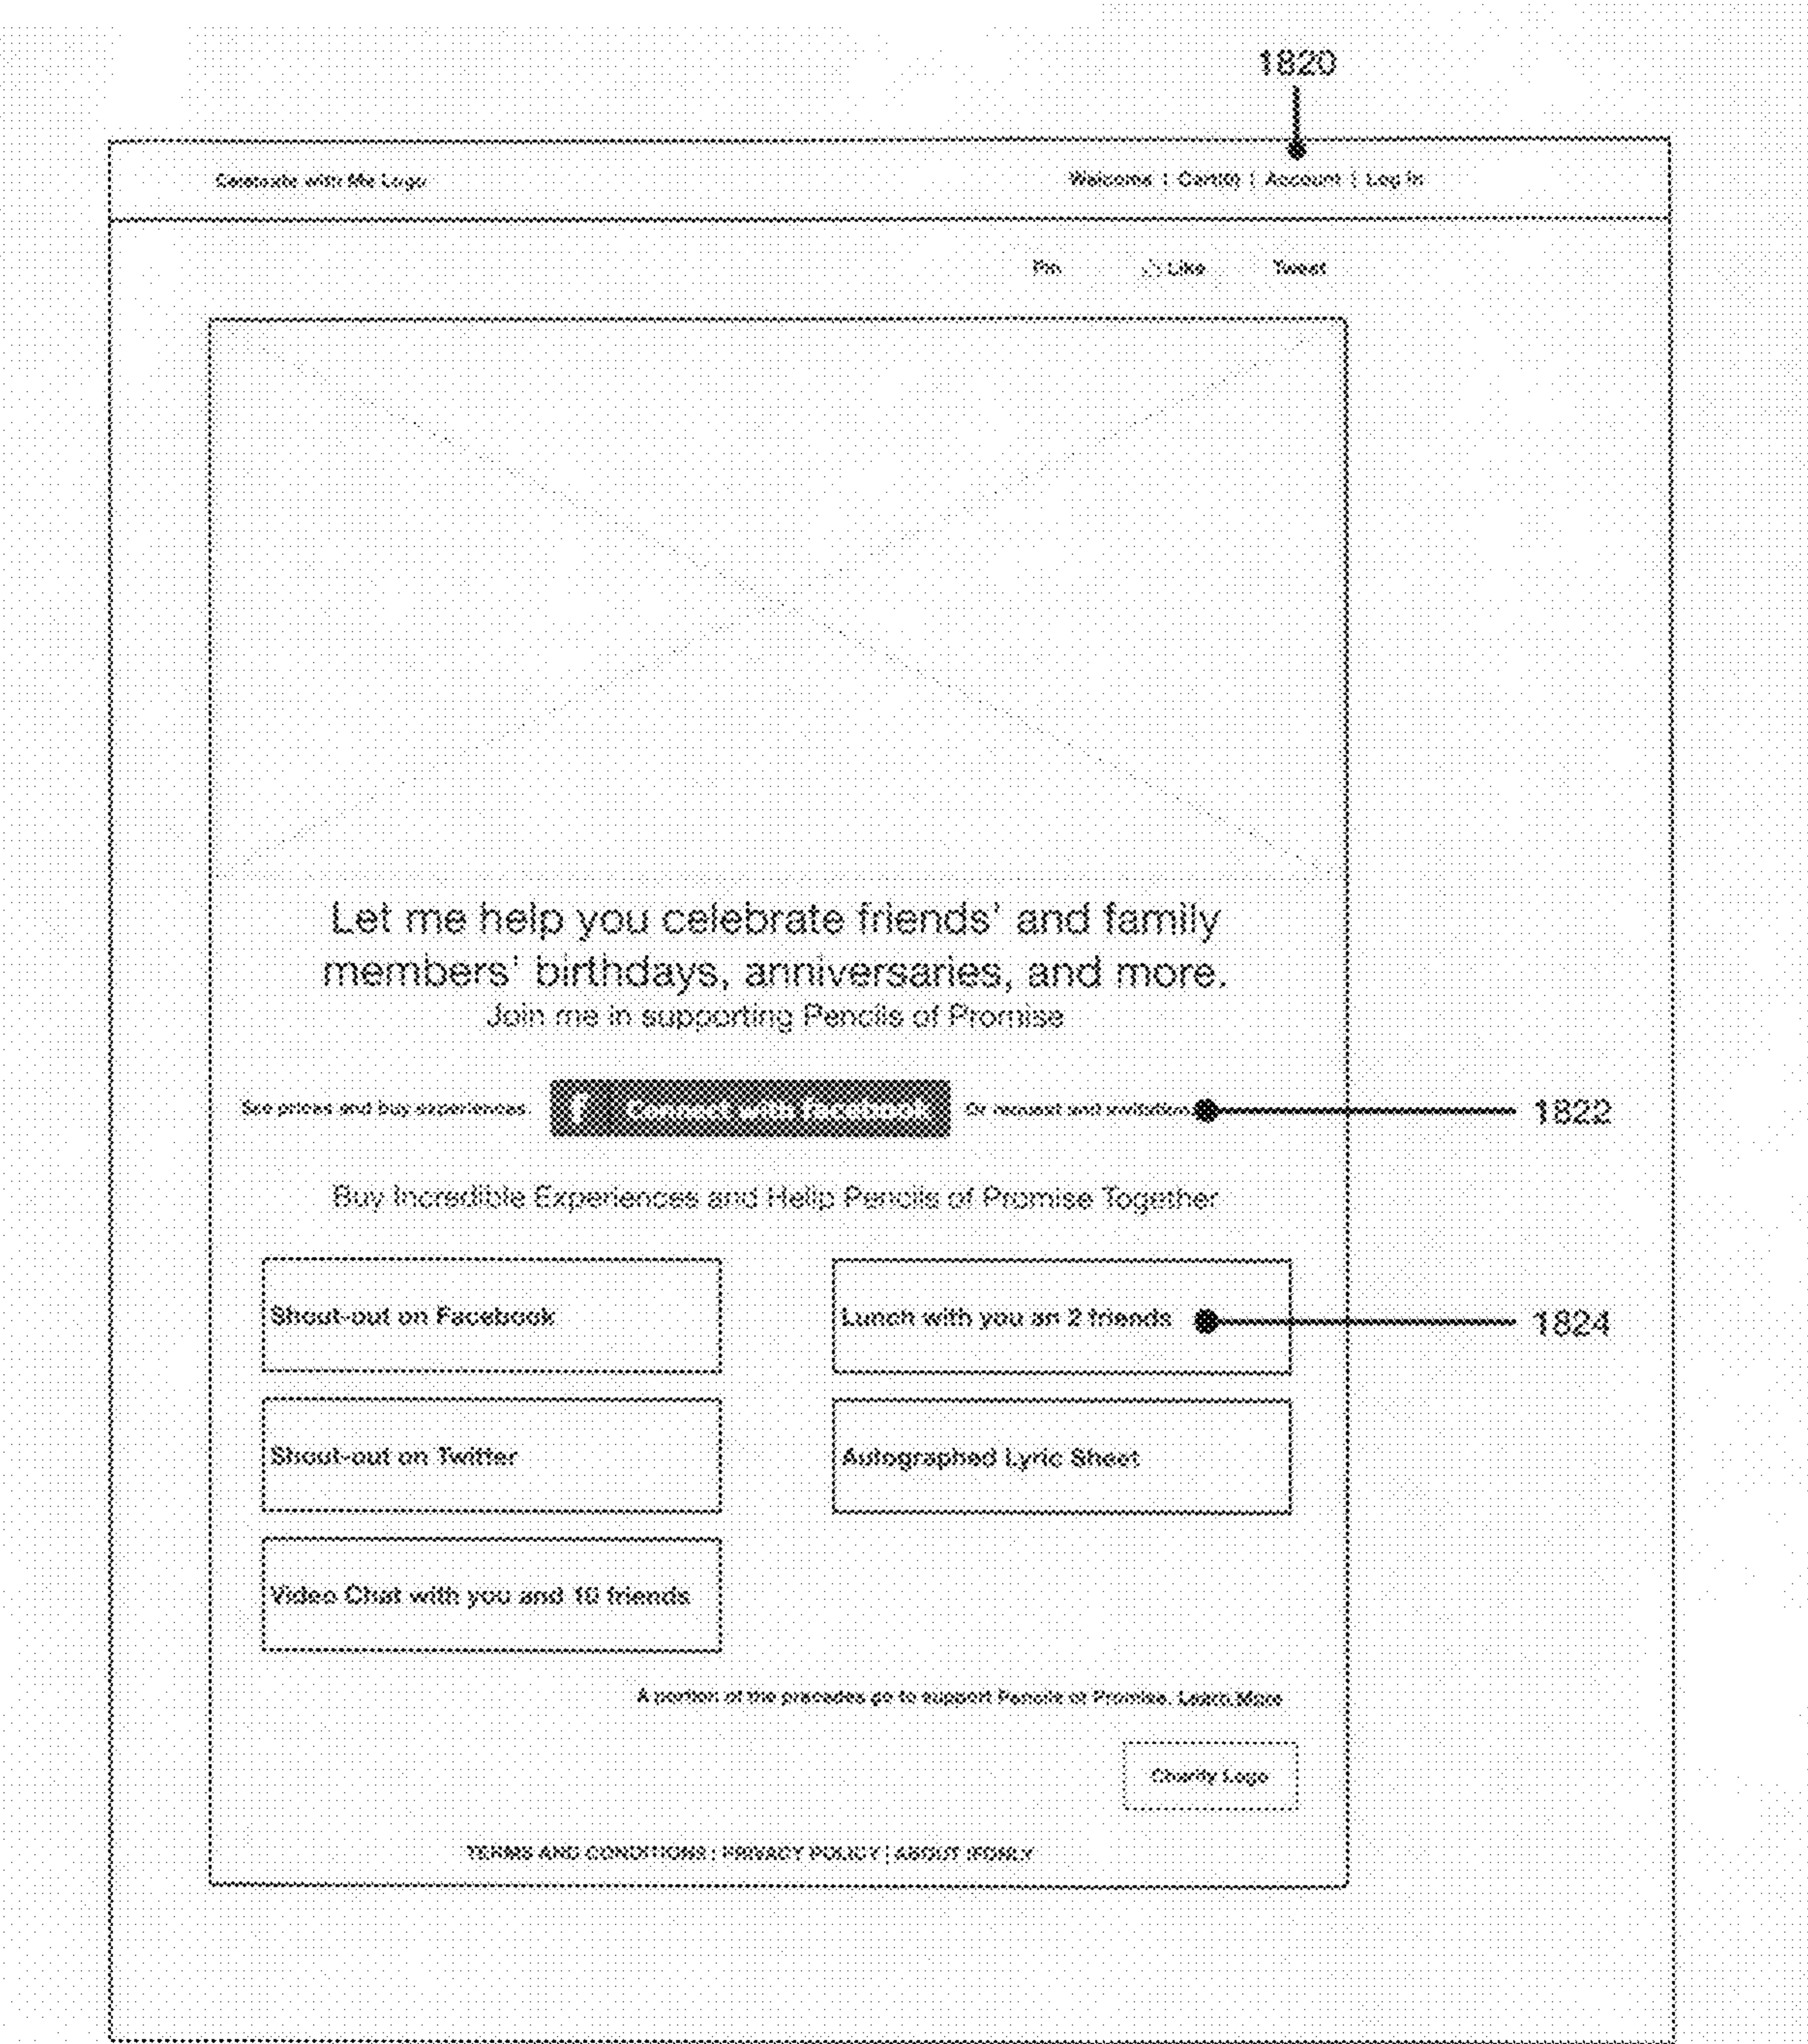 1820
Celebrate with Me Logo
Welcome | Cart(0) | Account | Log In
Pin Like Tweet
Let me help you celebrate friends' and family
members' birthdays, anniversaries, and more.
Join me in supporting Pencils of Promise
See prices and buy experiences. f Connect with Facebook Or request and invitation. 1822
Buy Incredible Experiences and Hellp Pencils of Promise Together
Shout-out on Facebook
Lunch with you an 2 friends 1824
Shout-out on Twitter
Autographed Lyric Sheet
Video Chat with you and 10 friends
A portion of the precedes go to support Pencils of Promise. Learn More
Charity Logo
TERMS AND CONDITIONS | PRIVACY POLICY | ABOUT IFONLY